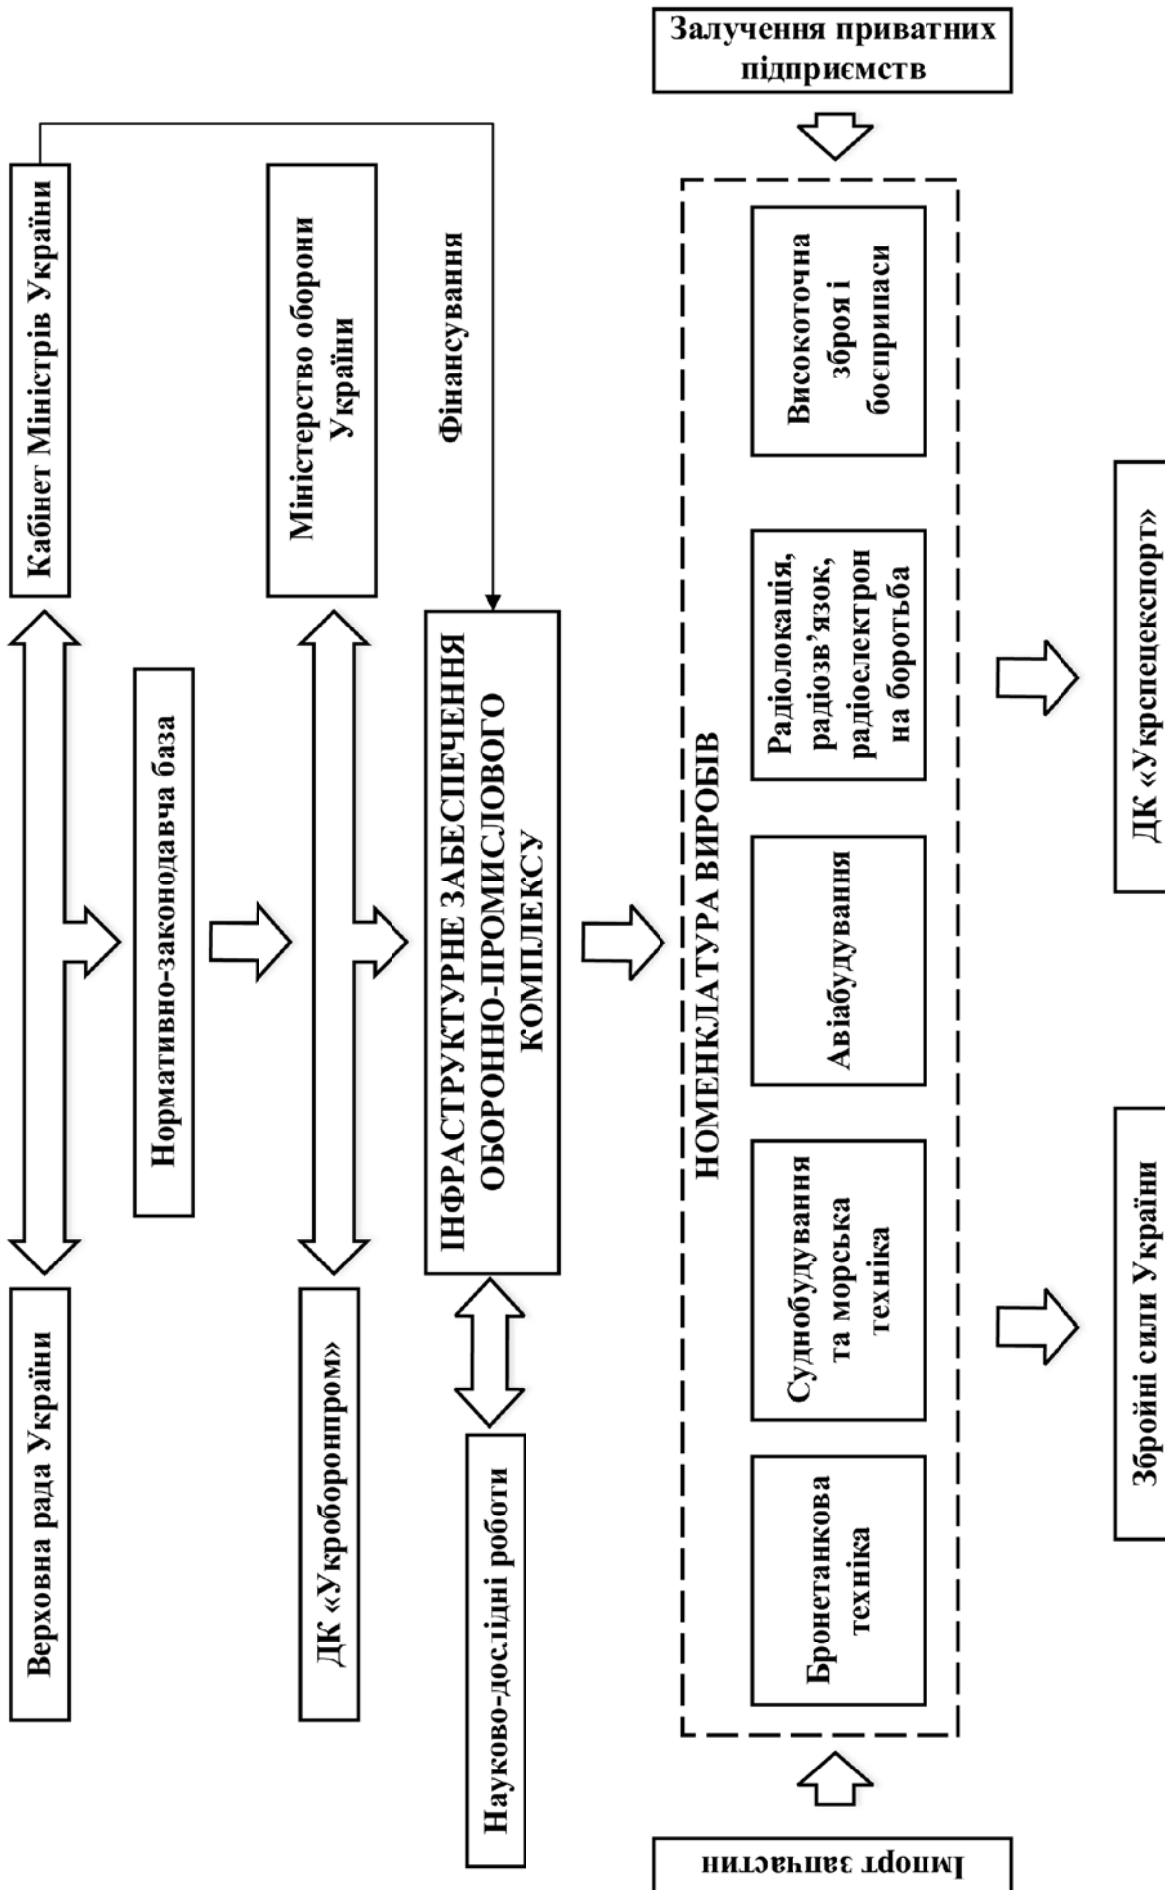 Верховна рада України
Кабінет Міністрів України
Нормативно-законодавча база
ДК «Укроборонпром»
Міністерство оборони
України
Фінансування
Науково-дослідні роботи
ІНФРАСТРУКТУРНЕ ЗАБЕСПЕЧЕННЯ
ОБОРОННО-ПРОМИСЛОВОГО
КОМПЛЕКСУ
Імпорт запчастин
Залучення приватних
підприємств
НОМЕНКЛАТУРА ВИРОБІВ
Бронетанкова
техніка
Суднобудування
та морська
техніка
Авіабудування
Радіолокація,
радіозв’язок,
радіоелектрон
на боротьба
Високоточна
зброя і
боєприпаси
Збройні сили України
ДК «Укрспецекспорт»